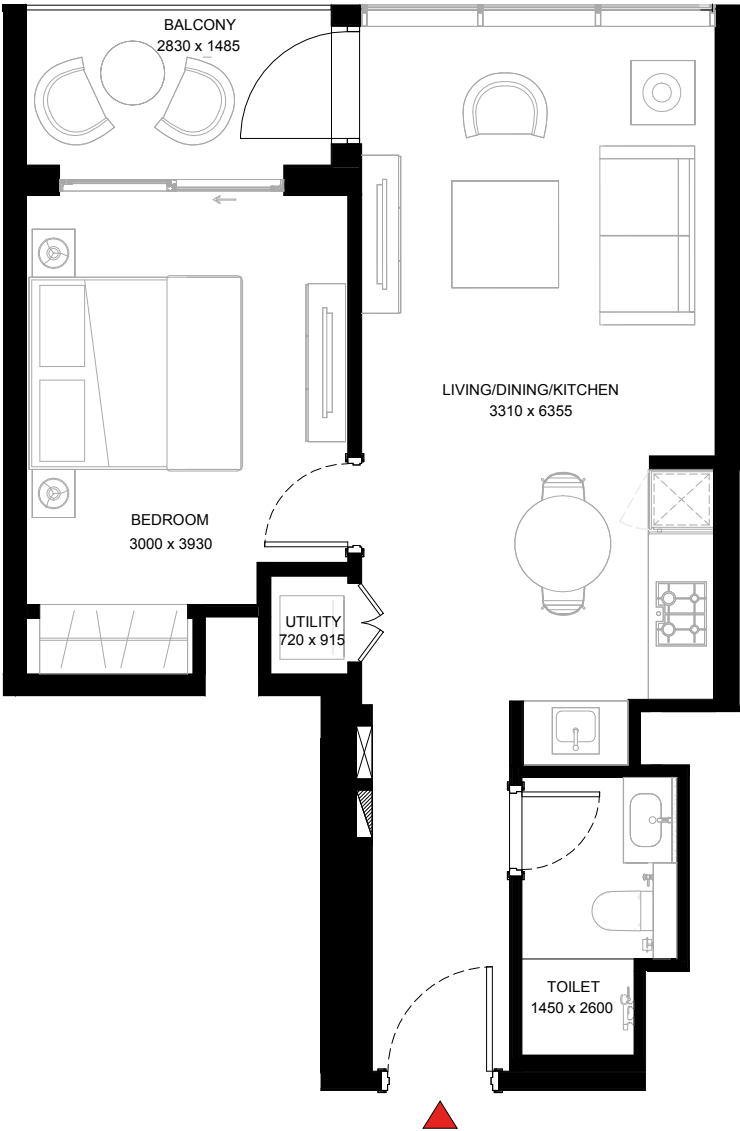 BALCONY
2830 x 1485
LIVING/DINING/KITCHEN
3310 x 6355
BEDROOM
3000 x 3930
UTILITY
720 x 915
TOILET
1450 x 2600